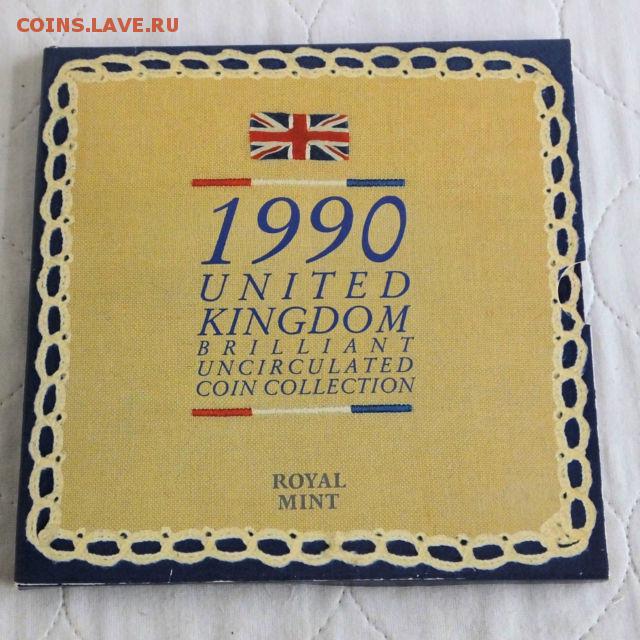 COINS.LAVE.RU
1990
UNITED
KINGDOM
BRILLIANT
UNCIRCULATED
COIN COLLECTION
ROYAL
MINT